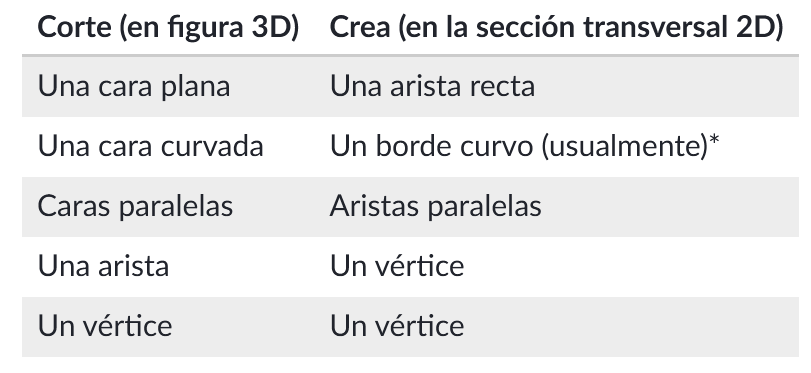 Corte (en figura 3D) Crea (en la sección transversal 2D)
Una cara plana Una arista recta
Una cara curvada Un borde curvo (usualmente)*
Caras paralelas Aristas paralelas
Una arista Un vértice
Un vértice Un vértice